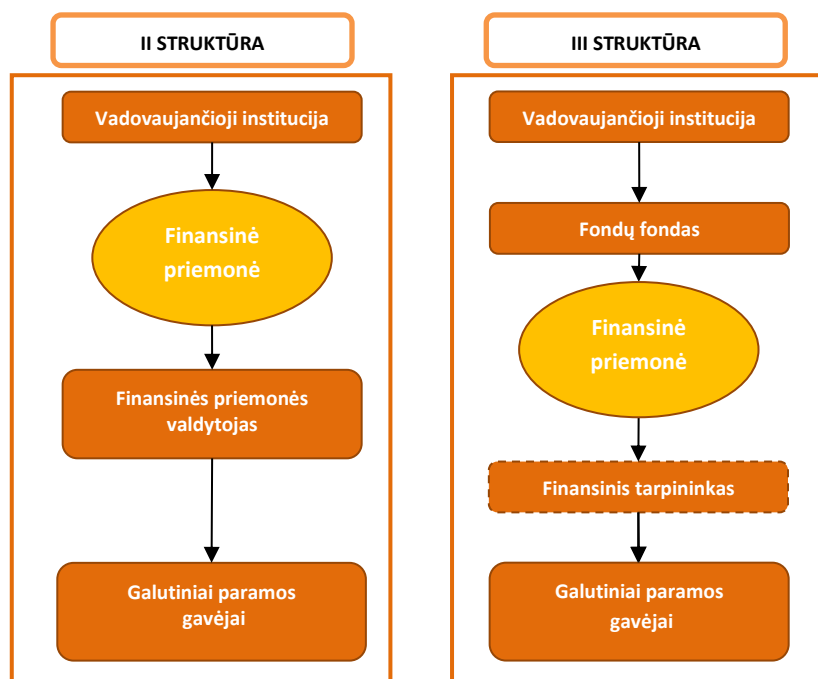 II STRUKTŪRA
Vadovaujančioji institucija
Finansinė
priemonė
Finansinės priemonės
valdytojas
Galutiniai paramos
gavėjai
III STRUKTŪRA
Vadovaujančioji institucija
Fondų fondas
Finansinė
priemonė
Finansinis tarpininkas
Galutiniai paramos
gavėjai